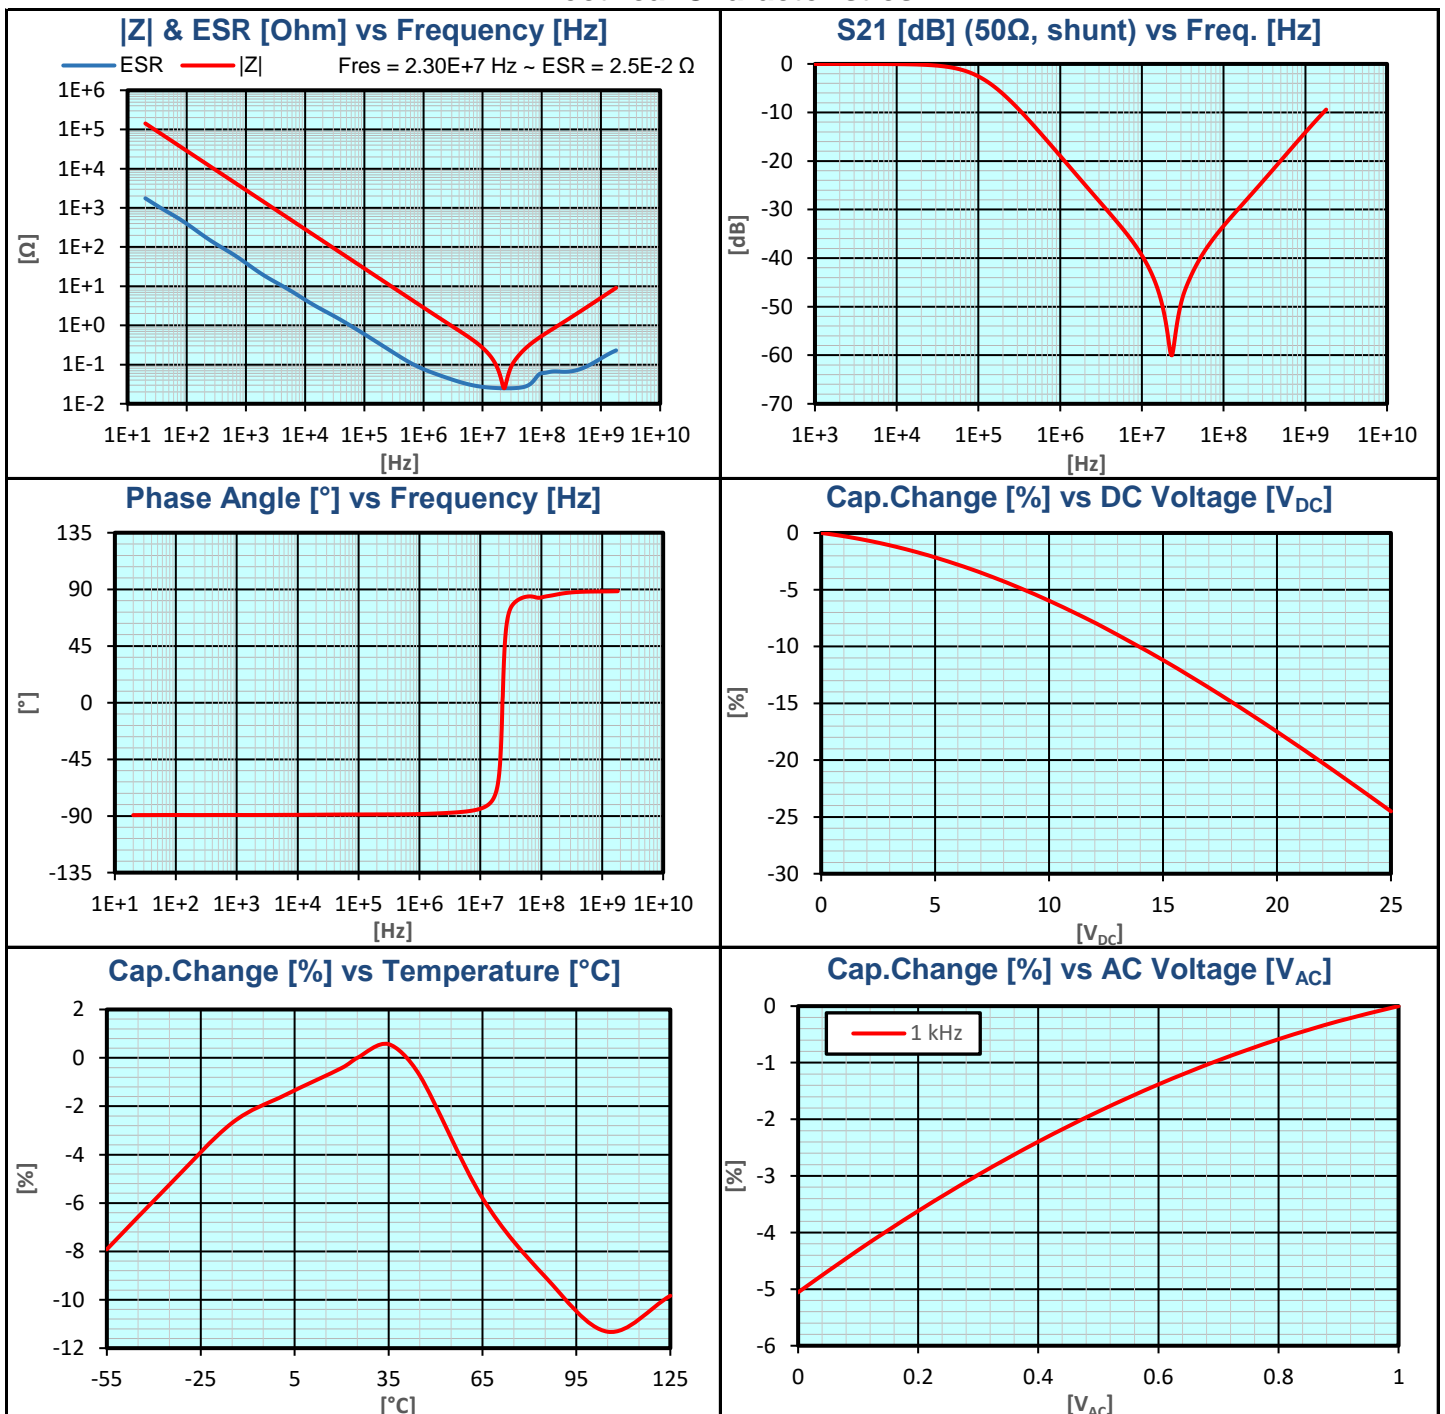 |Z| & ESR [Ohm] vs Frequency [Hz]
ESR |Z| Fres = 2.30E+7 Hz ~ ESR = 2.5E-2 Ω
1E+6
1E+5
1E+4
1E+3
1E+2
1E+1
1E+0
1E-1
1E-2
[Ω]
1E+1 1E+2 1E+3 1E+4 1E+5 1E+6 1E+7 1E+8 1E+9 1E+10
[Hz]
S21 [dB] (50Ω, shunt) vs Freq. [Hz]
0
-10
-20
-30
-40
-50
-60
-70
[dB]
1E+3 1E+4 1E+5 1E+6 1E+7 1E+8 1E+9 1E+10
[Hz]
Phase Angle [°] vs Frequency [Hz]
135
90
45
0
-45
-90
-135
[°]
1E+1 1E+2 1E+3 1E+4 1E+5 1E+6 1E+7 1E+8 1E+9 1E+10
[Hz]
Cap.Change [%] vs DC Voltage [VDC]
0
-5
-10
-15
-20
-25
-30
[%]
0 5 10 15 20 25
[VDC]
Cap.Change [%] vs Temperature [°C]
2
0
-2
-4
-6
-8
-10
-12
[%]
-55 -25 5 35 65 95 125
[°C]
Cap.Change [%] vs AC Voltage [VAC]
1 kHz
0
-1
-2
-3
-4
-5
-6
[%]
0 0.2 0.4 0.6 0.8 1
[VAC]